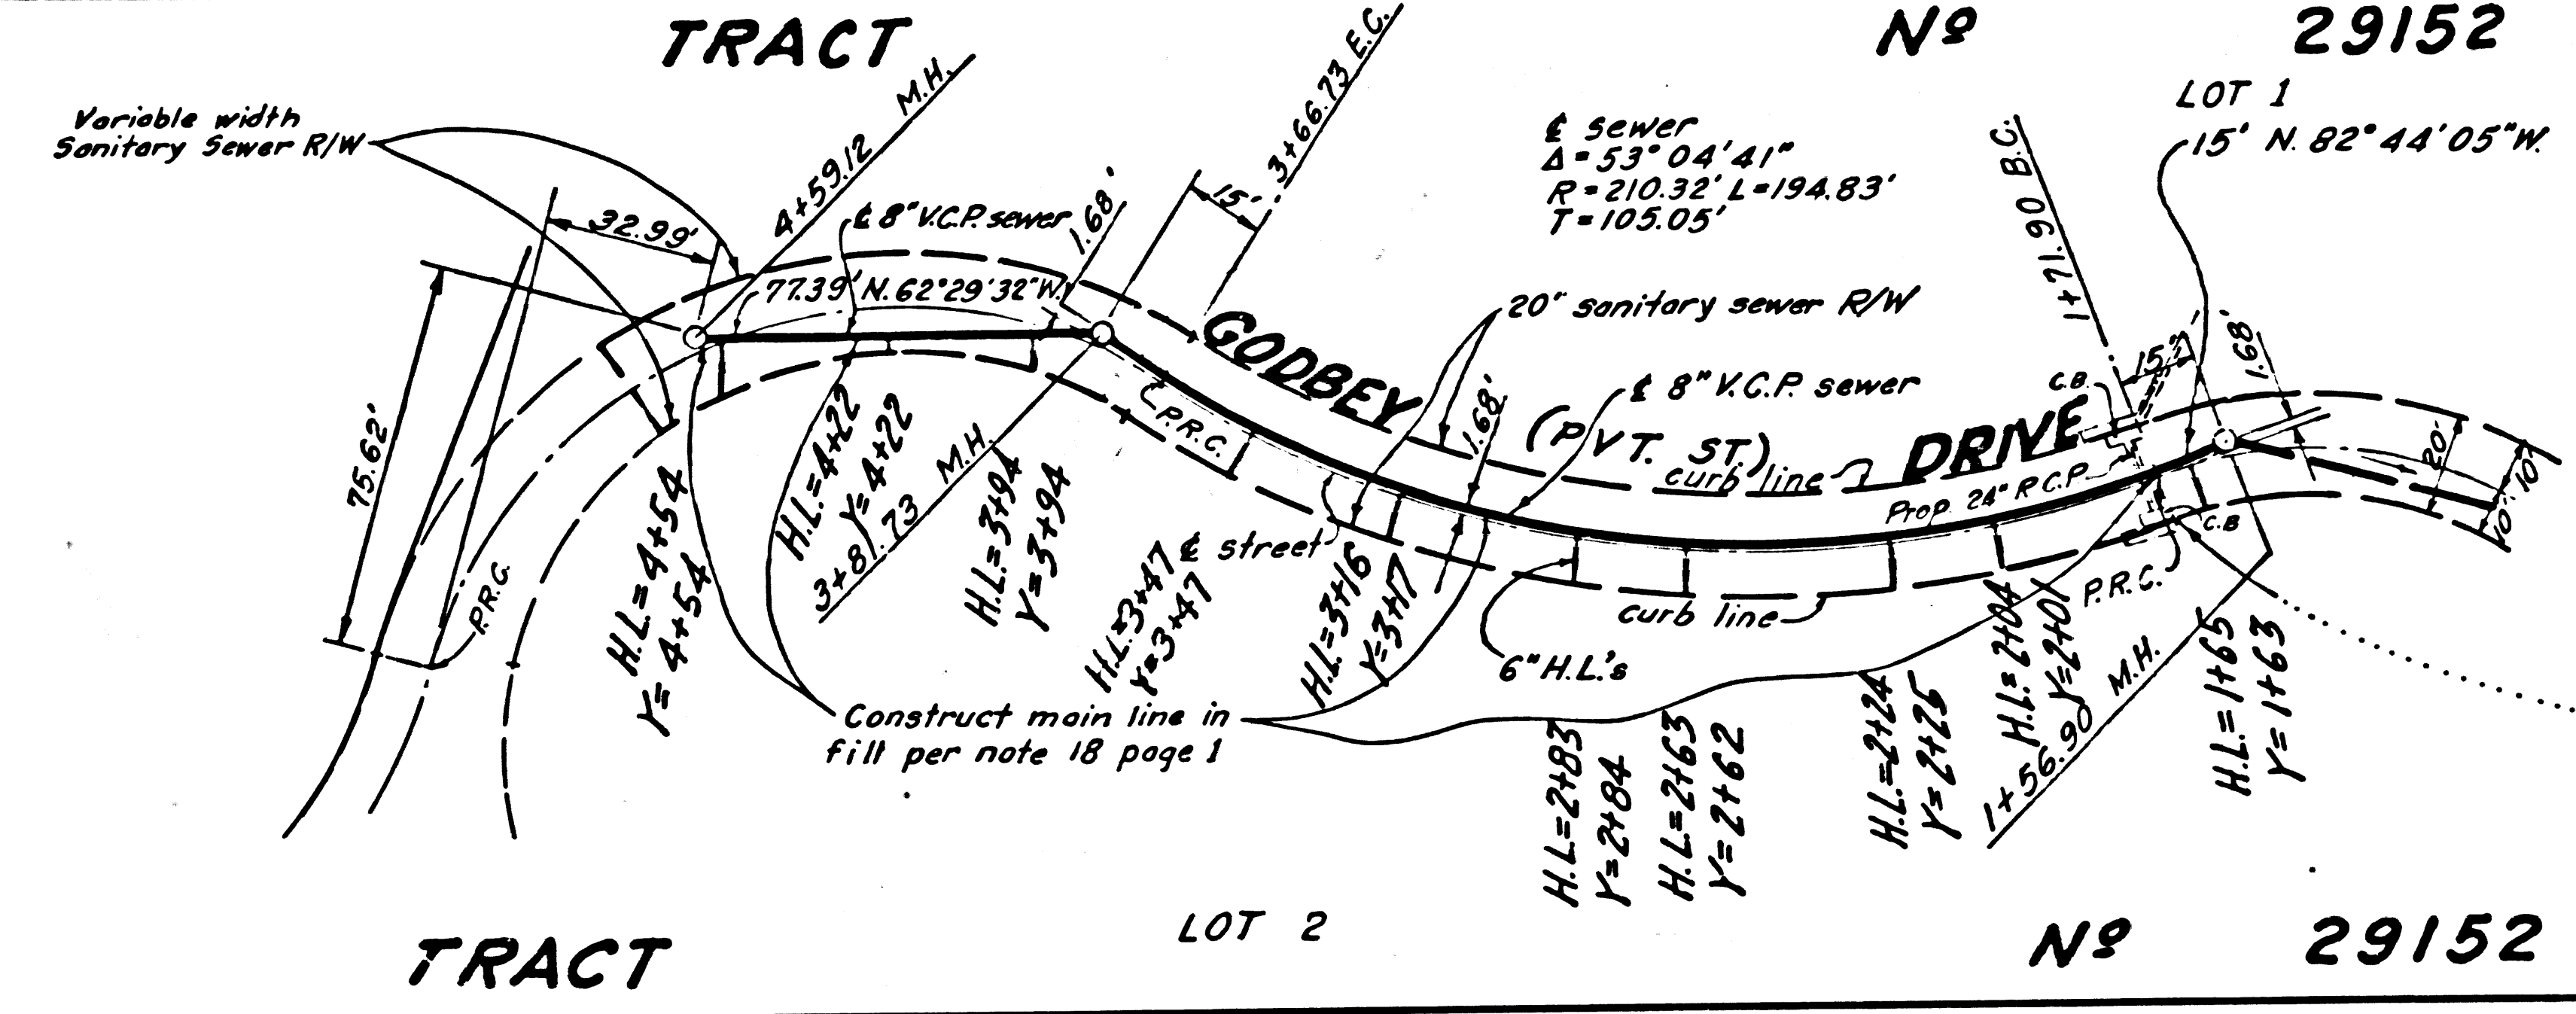 TRACT
Nº
29152
LOT 1
Variable width
Sanitary Sewer R/W
4+59.12 M.H.
3+66.73 E.C.
15'
1.68'
32.99'
℄ 8" V.C.P. sewer
77.39' N. 62°29'32"W.
℄ sewer
Δ=53°04'41"
R=210.32' L=194.83'
T=105.05'
1+71.90 B.C.
15' N. 82°44'05"W.
20' sanitary sewer R/W
GODBEY
(PVT. ST)
DRIVE
℄ 8" V.C.P. sewer
1.68'
C.B.
15'
1.68'
curb line
Prop. 24" R.C.P.
C.B.
20'
10'
10'
75.62'
P.R.C.
P.R.C.
P.R.C.
℄ street
curb line
6" H.L.'s
H.L.=4+54
Y=4+54
H.L.=4+22
Y=4+22
3+81.73 M.H.
H.L.=3+94
Y=3+94
H.L.=3+47
Y=3+47
H.L.=3+16
Y=3+17
H.L.=2+83
Y=2+84
H.L.=2+63
Y=2+62
H.L.=2+24
Y=2+25
H.L.=2+04
Y=2+01
1+56.90 M.H.
H.L.=1+65
Y=1+63
Construct main line in
fill per note 18 page 1
LOT 2
TRACT
Nº
29152